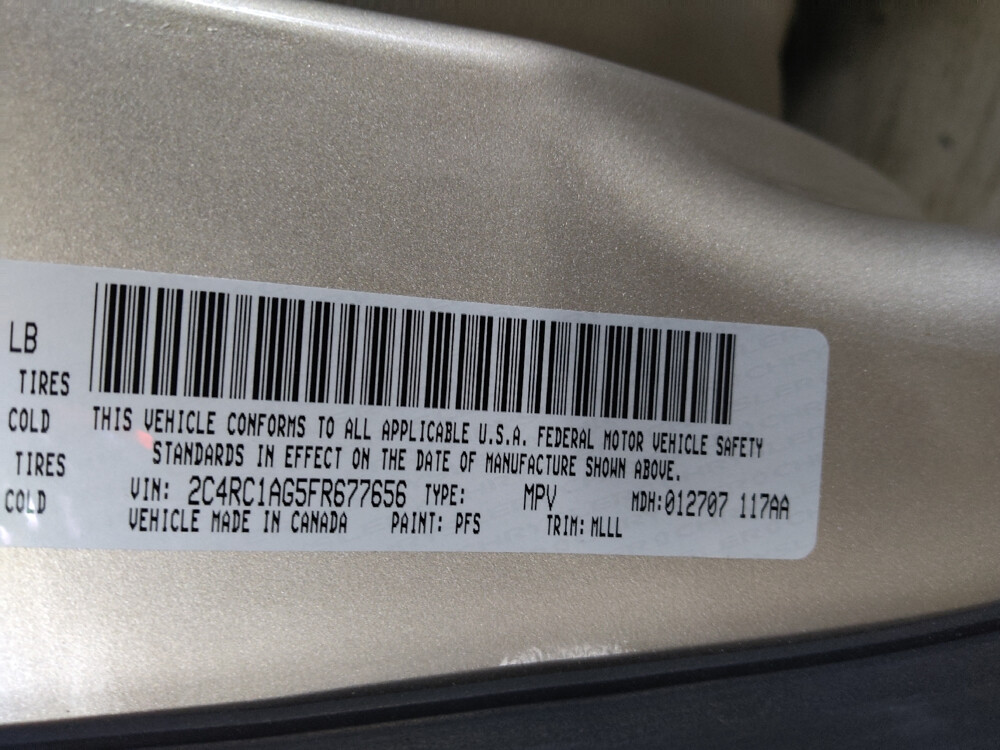 LB
TIRES
COLD
TIRES
COLD
THIS VEHICLE CONFORMS TO ALL APPLICABLE U.S.A. FEDERAL MOTOR VEHICLE SAFETY
STANDARDS IN EFFECT ON THE DATE OF MANUFACTURE SHOWN ABOVE.
VIN: 2C4RC1AG5FR677656 TYPE: MPV MDH:012707 117AA
VEHICLE MADE IN CANADA PAINT: PFS TRIM: MLLL